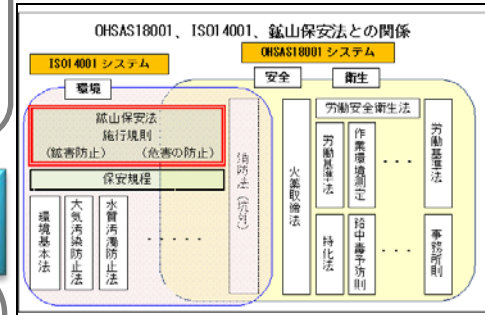 OHSAS18001、ISO14001、鉱山保安法との関係
OHSAS18001 システム
ISO14001 システム
安全
衛生
環境
鉱山保安法
施行規則
(鉱害防止) (危害の防止)
保安規程
環境基本法
大気汚染防止法
水質汚濁防止法
・・・・・
消防法(坑外)
火薬取締法
労働安全衛生法
労働基準法
作業環境測定
・・・
労働基準法
特化法
鉛中毒予防則
・・・
事務所則